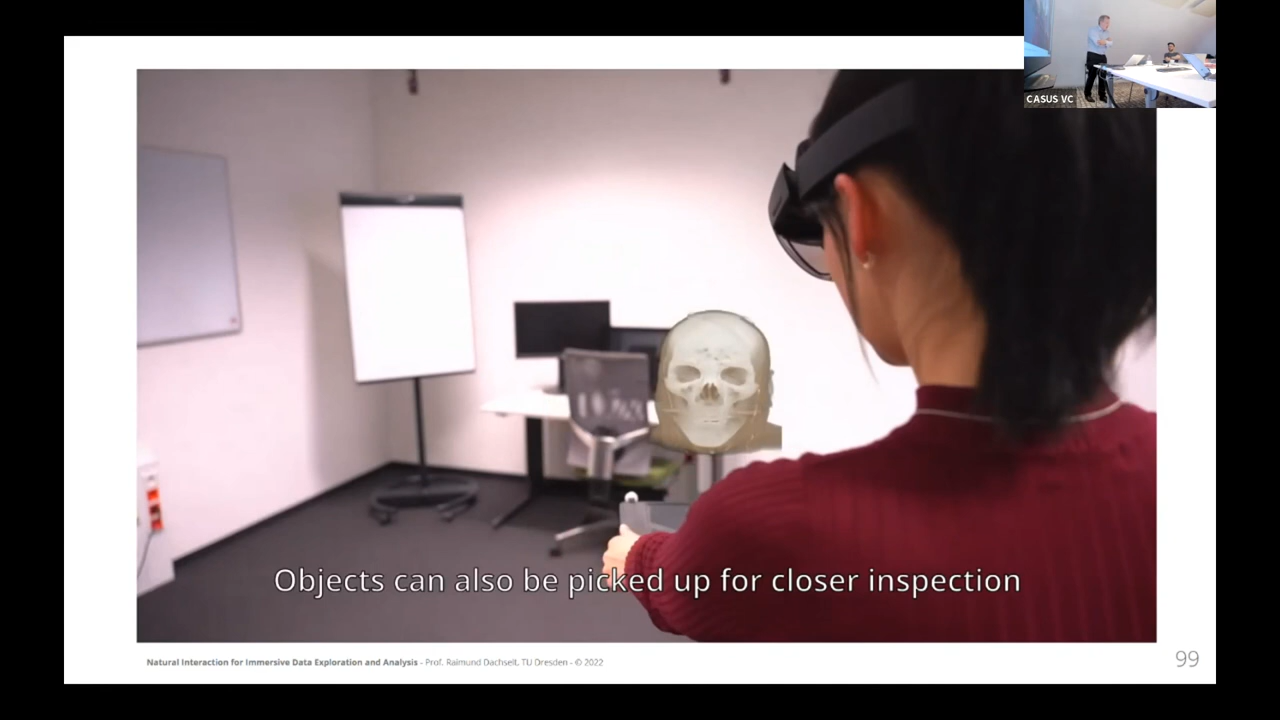 CASUS VC
Objects can also be picked up for closer inspection
Natural Interaction for Immersive Data Exploration and Analysis - Prof. Raimund Dachselt, TU Dresden - © 2022
99